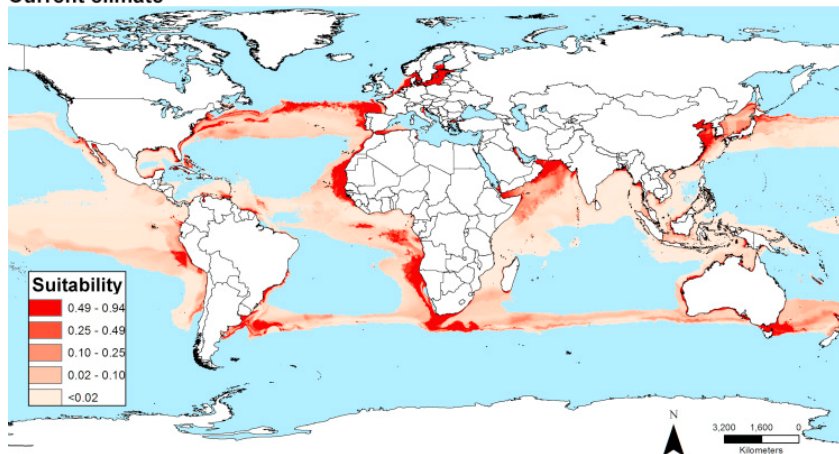 Current climate
Suitability
0.49 - 0.94
0.25 - 0.49
0.10 - 0.25
0.02 - 0.10
<0.02
N
3,200 1,600 0
Kilometers